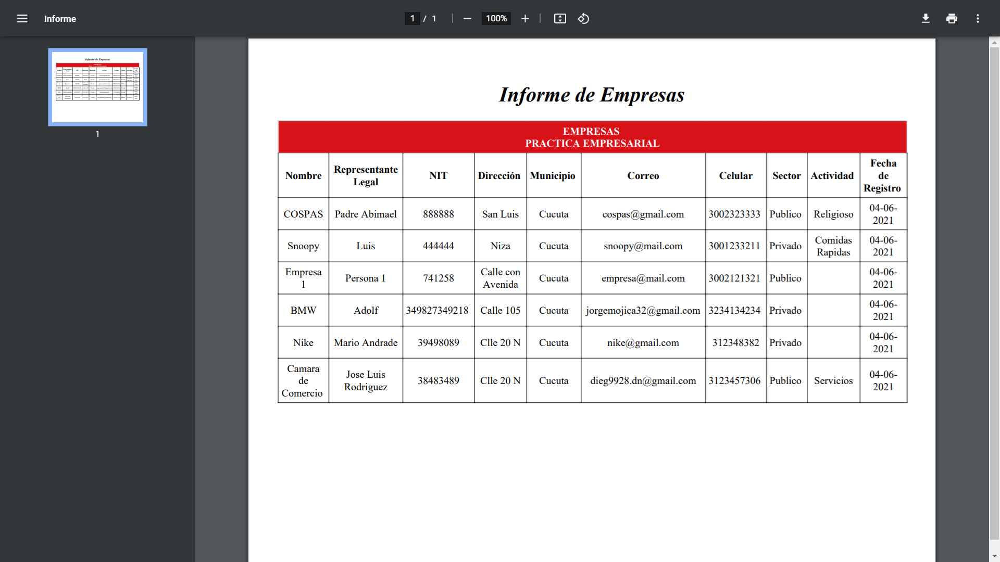 Informe
1 / 1
100%
1
Informe de Empresas
EMPRESAS
PRACTICA EMPRESARIAL
Nombre Representante Legal NIT Dirección Municipio Correo Celular Sector Actividad Fecha de Registro
COSPAS Padre Abimael 888888 San Luis Cucuta cospas@gmail.com 3002323333 Publico Religioso 04-06-2021
Snoopy Luis 444444 Niza Cucuta snoopy@mail.com 3001233211 Privado Comidas Rapidas 04-06-2021
Empresa 1 Persona 1 741258 Calle con Avenida Cucuta empresa@mail.com 3002121321 Publico 04-06-2021
BMW Adolf 349827349218 Calle 105 Cucuta jorgemojica32@gmail.com 3234134234 Privado 04-06-2021
Nike Mario Andrade 39498089 Clle 20 N Cucuta nike@gmail.com 312348382 Privado 04-06-2021
Camara de Comercio Jose Luis Rodriguez 38483489 Clle 20 N Cucuta dieg9928.dn@gmail.com 3123457306 Publico Servicios 04-06-2021